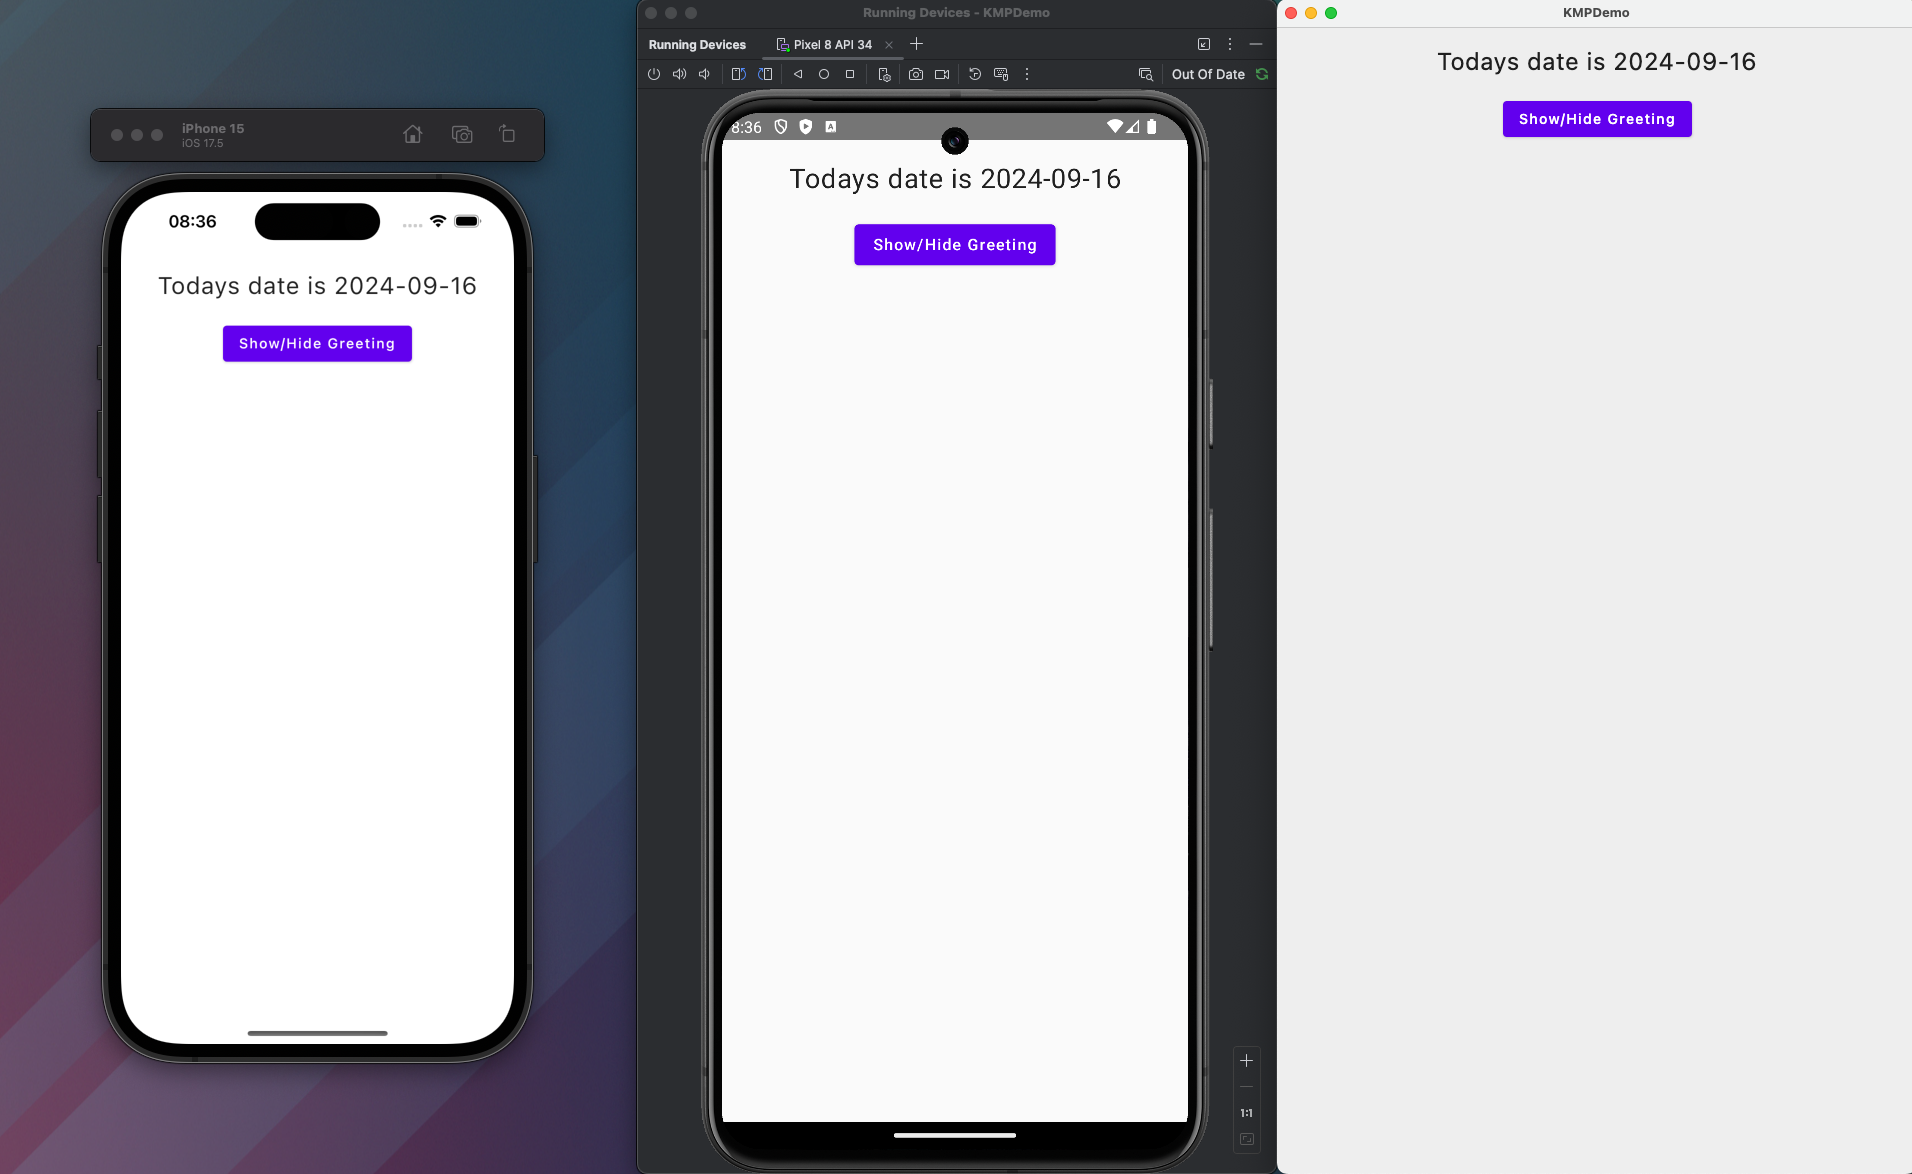 iPhone 15
iOS 17.5
08:36
Todays date is 2024-09-16
Show/Hide Greeting
Running Devices - KMPDemo
Running Devices
Pixel 8 API 34
Out Of Date
8:36
A
Todays date is 2024-09-16
Show/Hide Greeting
1:1
KMPDemo
Todays date is 2024-09-16
Show/Hide Greeting